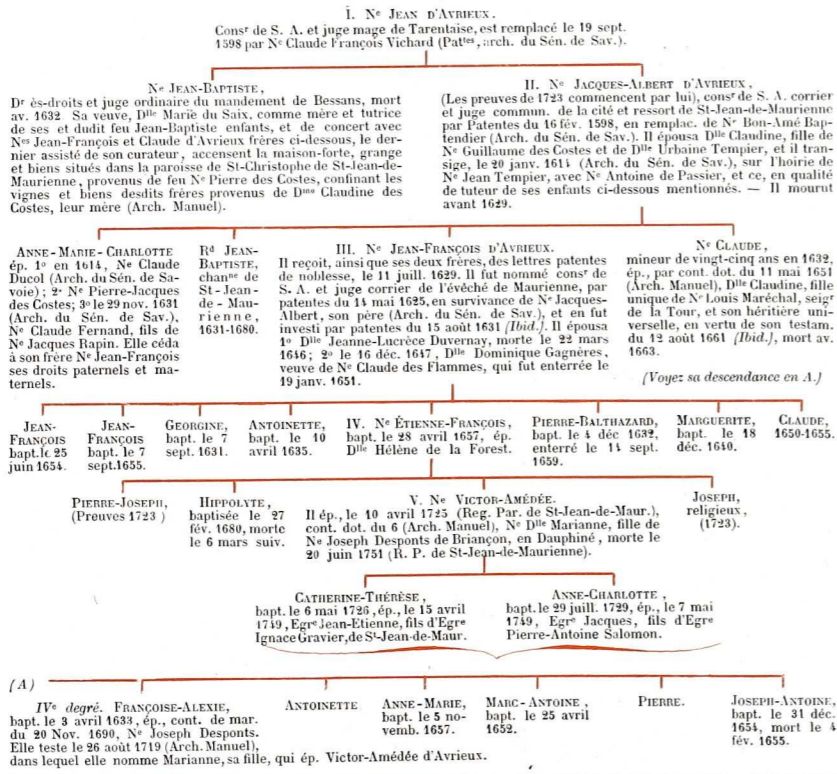 I. Nᵉ JEAN D'AVRIEUX.
Consʳ de S. A. et juge mage de Tarentaise, est remplacé le 19 sept.
1598 par Nᵉ Claude François Vichard (Patᵗᵉˢ, arch. du Sén. de Sav.).
Nᵉ JEAN-BAPTISTE,
Dʳ ès-droits et juge ordinaire du mandement de Bessans, mort
av. 1632 Sa veuve, Dˡˡᵉ Marie du Saix, comme mère et tutrice
de ses et dudit feu Jean-Baptiste enfants, et de concert avec
Nᵉˢ Jean-François et Claude d'Avrieux frères ci-dessous, le der-
nier assisté de son curateur, accensent la maison-forte, grange
et biens situés dans la paroisse de St-Christophe de St-Jean-de-
Maurienne, provenus de feu Nᵉ Pierre des Costes, confinant les
vignes et biens desdits frères provenus de Dᵐᵉ Claudine des
Costes, leur mère (Arch. Manuel).
II. Nᵉ JACQUES-ALBERT D'AVRIEUX,
(Les preuves de 1723 commencent par lui), consʳ de S. A. corrier
et juge commun. de la cité et ressort de St-Jean-de-Maurienne
par Patentes du 16 fév. 1598, en remplac. de Nʳ Bon-Amé Bap-
tendier (Arch. du Sén. de Sav.). Il épousa Dˡˡᵉ Claudine, fille de
Nᵉ Guillaume des Costes et de Dˡˡᵉ Urbaine Tempier, et il tran-
sige, le 20 janv. 1614 (Arch. du Sén. de Sav.), sur l'hoirie de
Nᵉ Jean Tempier, avec Nᵉ Antoine de Passier, et ce, en qualité
de tuteur de ses enfants ci-dessous mentionnés. — Il mourut
avant 1629.
ANNE-MARIE-CHARLOTTE
ép. 1º en 1614, Nᵉ Claude
Ducol (Arch. du Sén. de Sa-
voie); 2º Nᵉ Pierre-Jacques
des Costes; 3º le 29 nov. 1631
(Arch. du Sén. de Sav.),
Nᵉ Claude Fernand, fils de
Nᵉ Jacques Rapin. Elle céda
à son frère Nᵉ Jean-François
ses droits paternels et ma-
ternels.
Rᵈ JEAN-
BAPTISTE,
chanⁿᵉ de
St-Jean-
de-Mau-
rienne,
1631-1680.
III. Nᵉ JEAN-FRANÇOIS D'AVRIEUX.
Il reçoit, ainsi que ses deux frères, des lettres patentes
de noblesse, le 11 juill. 1629. Il fut nommé consʳ de
S. A. et juge corrier de l'évêché de Maurienne, par
patentes du 14 mai 1625, en survivance de Nᵉ Jacques-
Albert, son père (Arch. du Sén. de Sav.), et en fut
investi par patentes du 15 août 1631 (Ibid.). Il épousa
1º Dˡˡᵉ Jeanne-Lucrèce Duvernay, morte le 22 mars
1646; 2º le 16 déc. 1647, Dˡˡᵉ Dominique Gagnères,
veuve de Nᵉ Claude des Flammes, qui fut enterrée le
19 janv. 1651.
Nᵉ CLAUDE,
mineur de vingt-cinq ans en 1632,
ép., par cont. dot. du 11 mai 1651
(Arch. Manuel), Dˡˡᵉ Claudine, fille
unique de Nᵉ Louis Maréchal, seigʳ
de la Tour, et son héritière uni-
verselle, en vertu de son testam.
du 12 août 1661 (Ibid.), mort av.
1663.
(Voyez sa descendance en A.)
JEAN-
FRANÇOIS
bapt. le 25
juin 1654.
JEAN-
FRANÇOIS
bapt. le 7
sept. 1655.
GEORGINE,
bapt. le 7
sept. 1631.
ANTOINETTE,
bapt. le 10
avril 1635.
IV. Nᵉ ÉTIENNE-FRANÇOIS,
bapt. le 28 avril 1657, ép.
Dˡˡᵉ Hélène de la Forest.
PIERRE-BALTHAZARD,
bapt. le 4 déc 1632,
enterré le 14 sept.
1659.
MARGUERITE,
bapt. le 18
déc. 1640.
CLAUDE,
1650-1655.
PIERRE-JOSEPH,
(Preuves 1723)
HIPPOLYTE,
baptisée le 27
fév. 1680, morte
le 6 mars suiv.
V. Nᵉ VICTOR-AMÉDÉE.
Il ép., le 10 avril 1725 (Reg. Par. de St-Jean-de-Maur.),
cont. dot. du 6 (Arch. Manuel), Nᵉ Dˡˡᵉ Marianne, fille de
Nᵉ Joseph Desponts de Briançon, en Dauphiné, morte le
20 juin 1751 (R. P. de St-Jean-de-Maurienne).
JOSEPH,
religieux,
(1723).
CATHERINE-THÉRÈSE,
bapt. le 6 mai 1726, ép., le 15 avril
1749, Egʳᵉ Jean-Etienne, fils d'Egʳᵉ
Ignace Gravier, de Sᵗ-Jean-de-Maur.
ANNE-CHARLOTTE,
bapt. le 29 juill. 1729, ép., le 7 mai
1749, Egʳᵉ Jacques, fils d'Egʳᵉ
Pierre-Antoine Salomon.
(A)
IVᵉ degré. FRANÇOISE-ALEXIE,
bapt. le 3 avril 1633, ép., cont. de mar.
du 20 Nov. 1690, Nᵉ Joseph Desponts.
Elle teste le 26 août 1719 (Arch. Manuel),
dans lequel elle nomme Marianne, sa fille, qui ép. Victor-Amédée d'Avrieux.
ANTOINETTE
ANNE-MARIE,
bapt. le 5 no-
vemb. 1657.
MARC-ANTOINE,
bapt. le 25 avril
1652.
PIERRE.
JOSEPH-ANTOINE,
bapt. le 31 déc.
1654, mort le 4
fév. 1655.